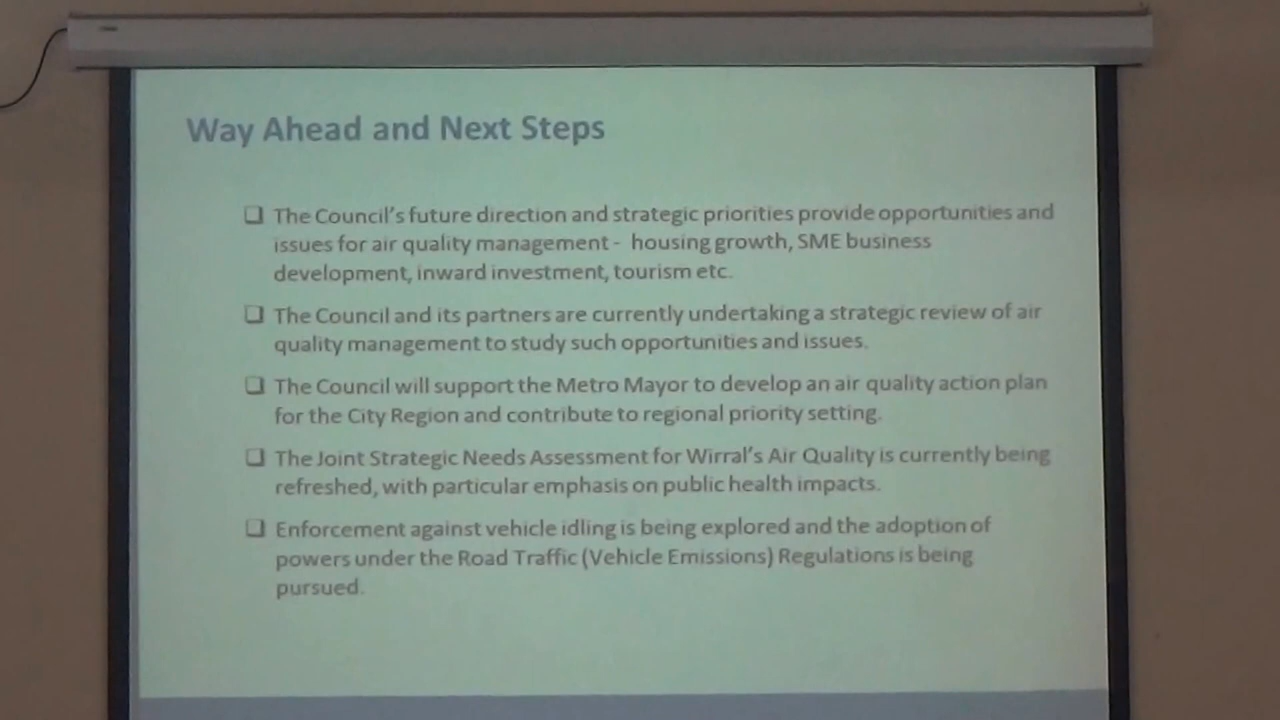 Way Ahead and Next Steps
❑ The Council's future direction and strategic priorities provide opportunities and
issues for air quality management - housing growth, SME business
development, inward investment, tourism etc.
❑ The Council and its partners are currently undertaking a strategic review of air
quality management to study such opportunities and issues.
❑ The Council will support the Metro Mayor to develop an air quality action plan
for the City Region and contribute to regional priority setting.
❑ The Joint Strategic Needs Assessment for Wirral's Air Quality is currently being
refreshed, with particular emphasis on public health impacts.
❑ Enforcement against vehicle idling is being explored and the adoption of
powers under the Road Traffic (Vehicle Emissions) Regulations is being
pursued.